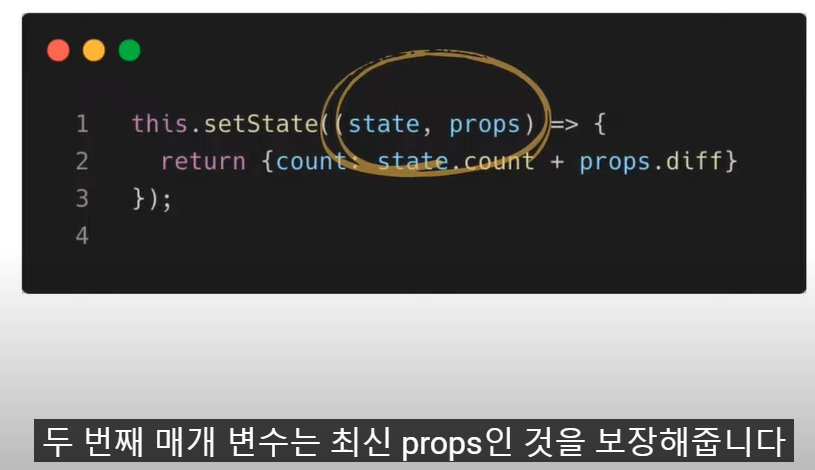 1 this.setState((state, props) => {
2 return {count: state.count + props.diff}
3 });
4
두 번째 매개 변수는 최신 props인 것을 보장해줍니다